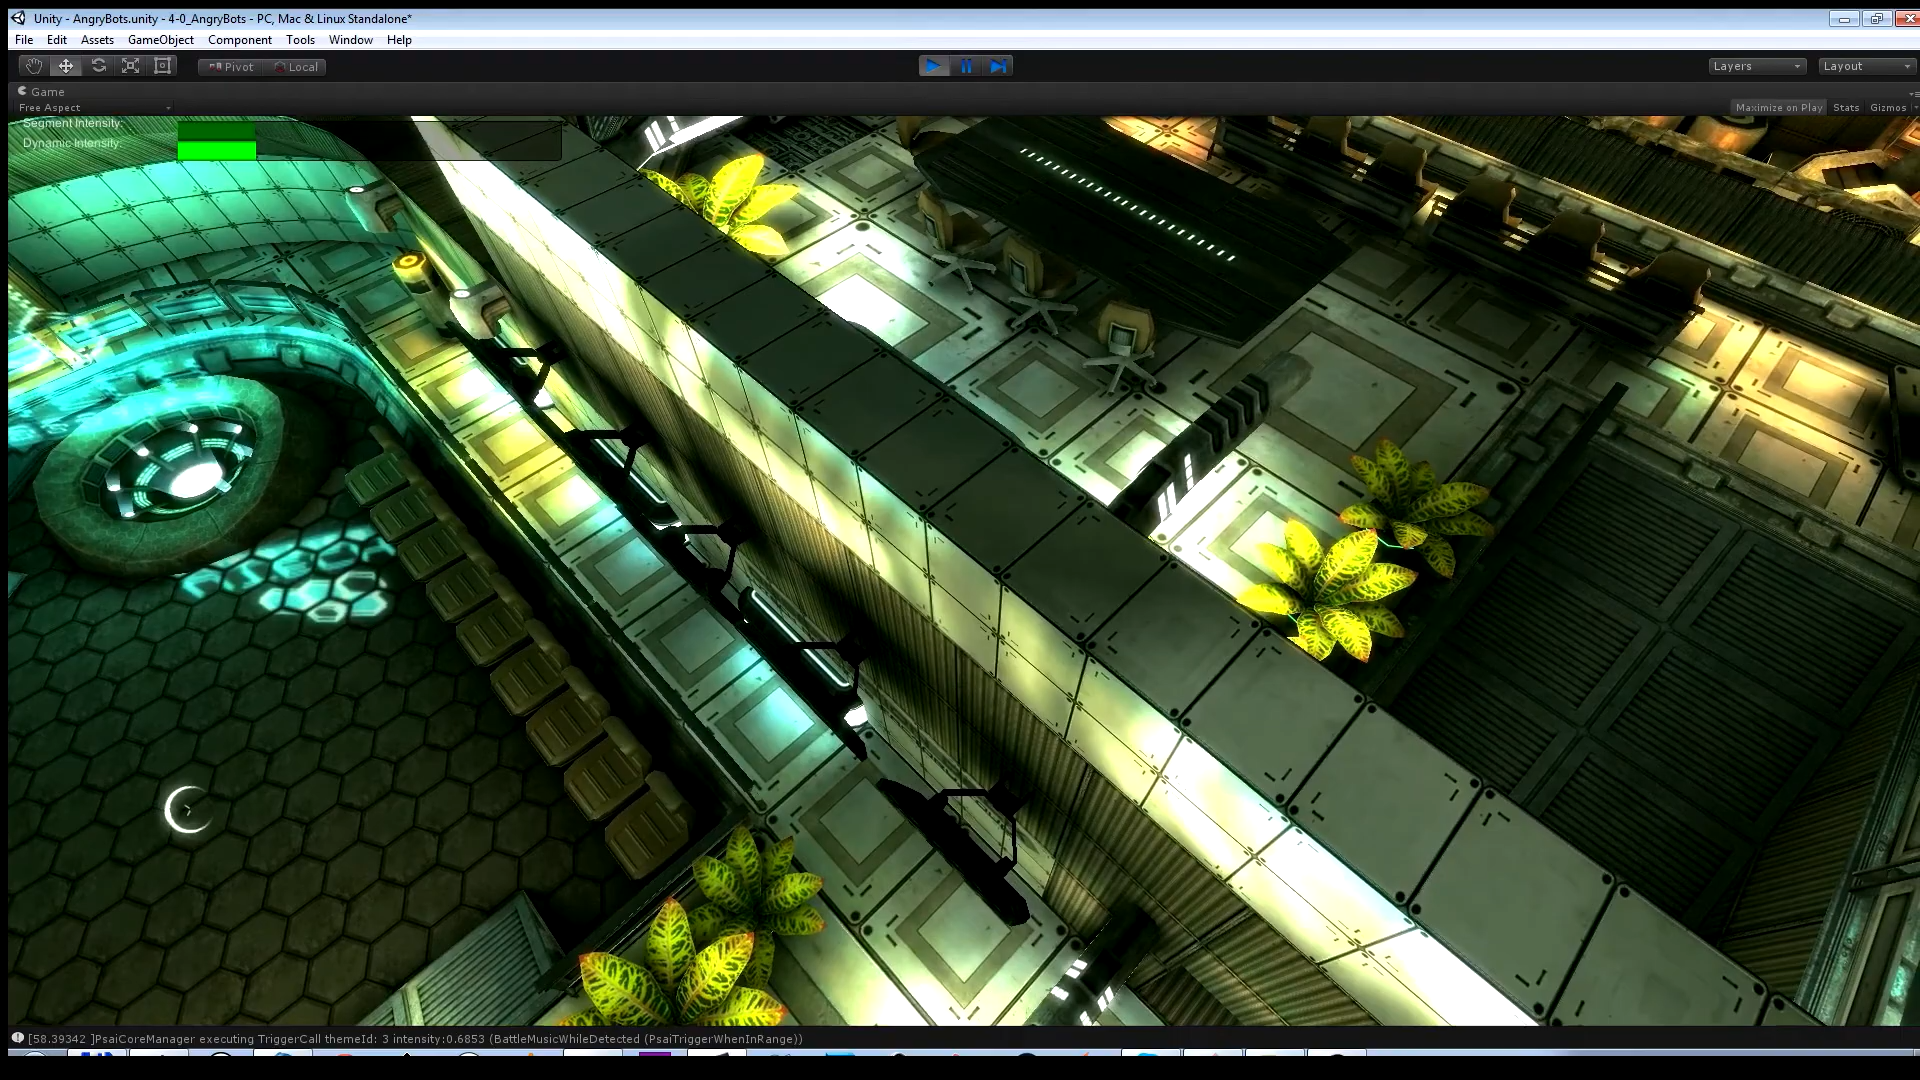 Unity - AngryBots.unity - 4-0_AngryBots - PC, Mac & Linux Standalone*
File Edit Assets GameObject Component Tools Window Help
Pivot Local Layers Layout
Game
Free Aspect Maximize on Play Stats Gizmos
Segment Intensity:
Dynamic Intensity:
[58.39342 ]PsaiCoreManager executing TriggerCall themeId: 3 intensity:0.6853 (BattleMusicWhileDetected (PsaiTriggerWhenInRange))